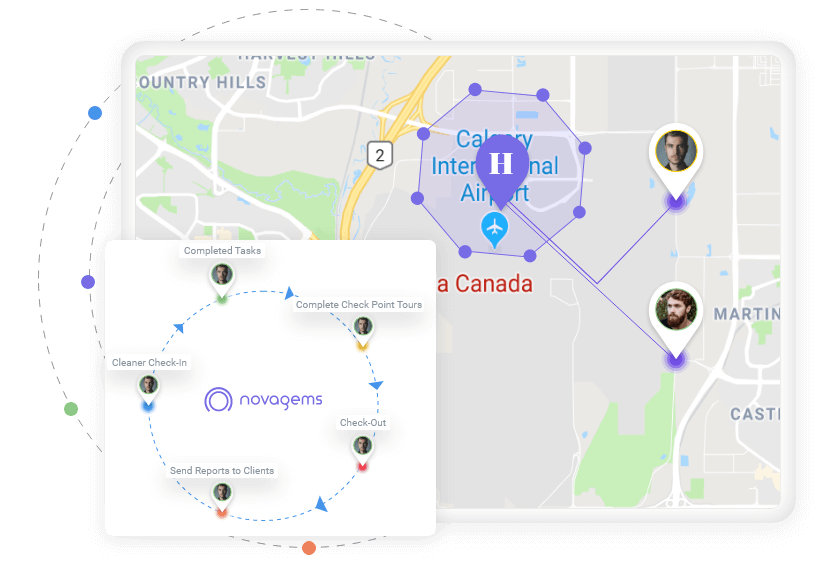 HARVEST HILLS
OUNTRY HILLS
2
Calgary
International
Airport
H
a Canada
MARTIN
CASTL
Completed Tasks
Complete Check Point Tours
Cleaner Check-In
novagems
Check-Out
Send Reports to Clients